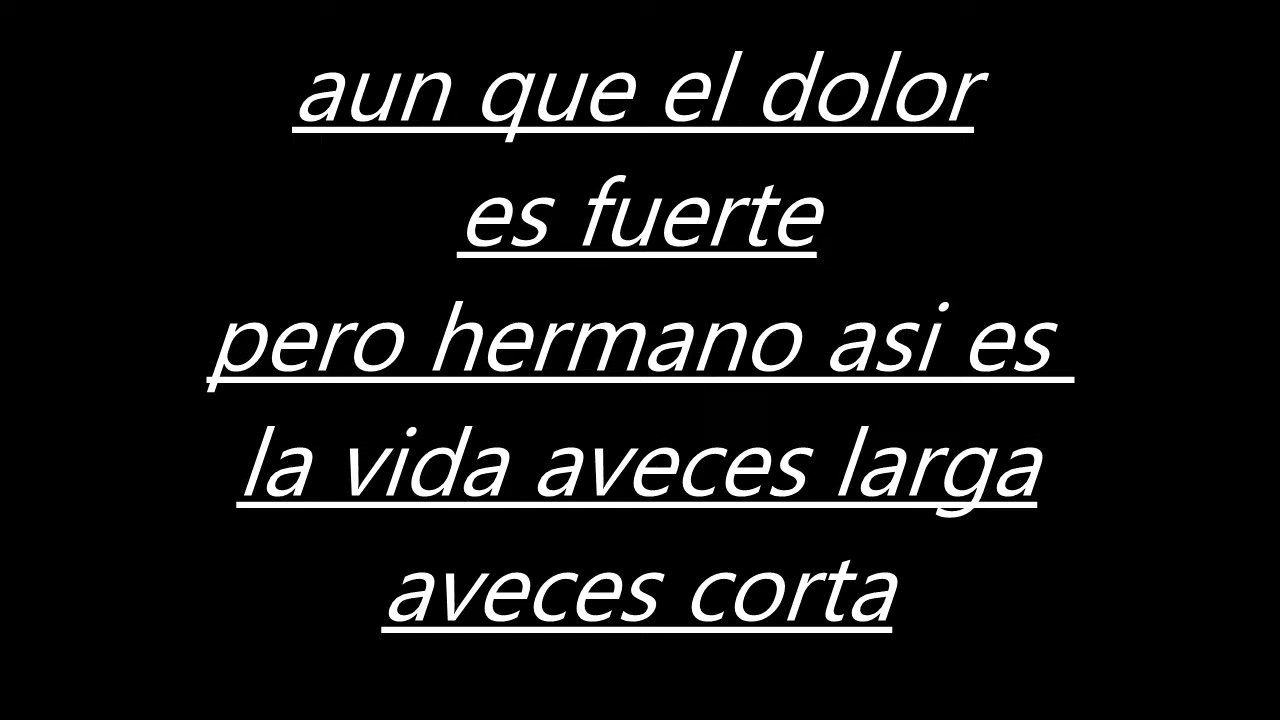 aun que el dolor
es fuerte
pero hermano asi es
la vida aveces larga
aveces corta